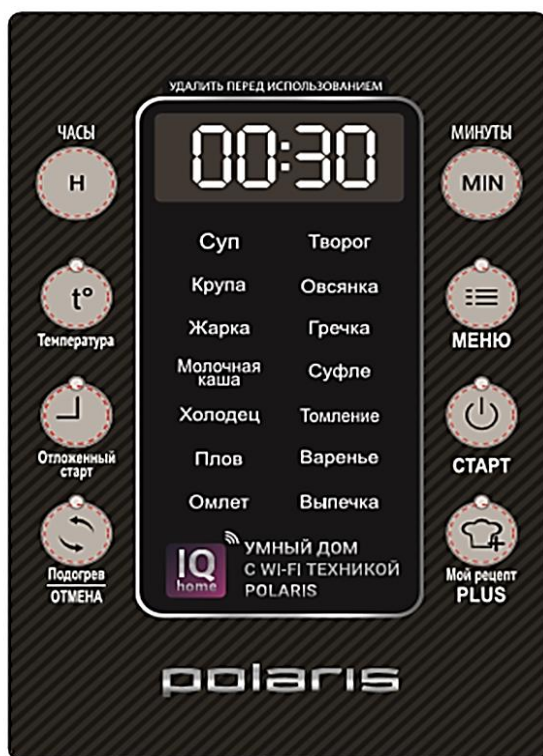 УДАЛИТЬ ПЕРЕД ИСПОЛЬЗОВАНИЕМ
ЧАСЫ
H
00:30
МИНУТЫ
MIN
Суп
Творог
Крупа
Овсянка
t°
Температура
МЕНЮ
Жарка
Гречка
Молочная
каша
Суфле
Холодец
Томление
Отложенный
старт
СТАРТ
Плов
Варенье
Омлет
Выпечка
Подогрев
ОТМЕНА
IQ
home
УМНЫЙ ДОМ
С WI-FI ТЕХНИКОЙ
POLARIS
Мой рецепт
PLUS
polaris